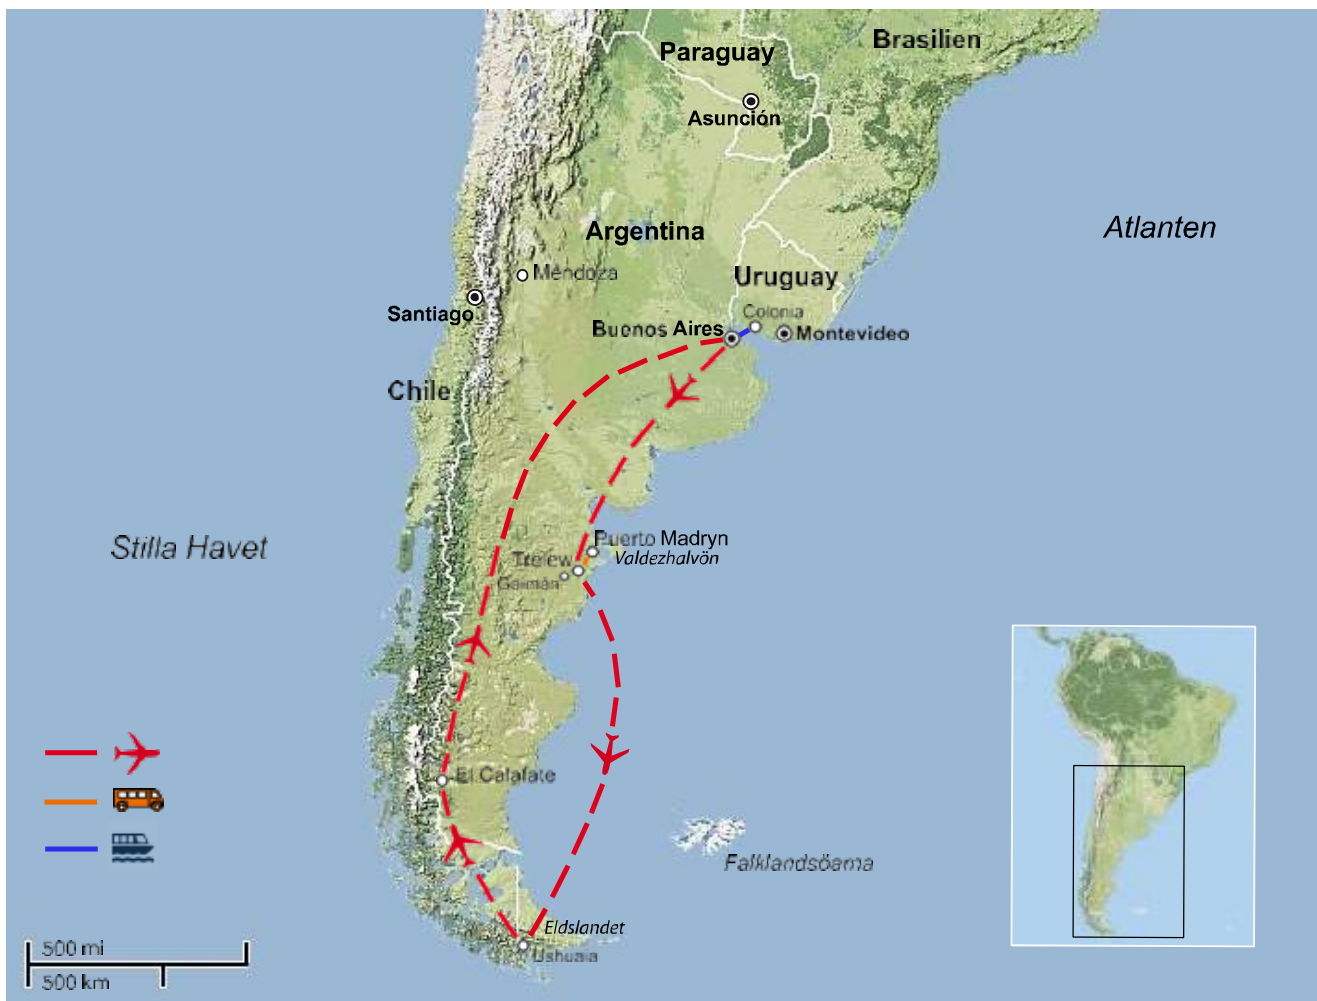 Brasilien
Paraguay
Asunción
Atlanten
Argentina
Mendoza
Uruguay
Santiago
Colonia
Buenos Aires
Montevideo
Chile
Stilla Havet
Puerto Madryn
Trelew
Valdezhalvön
Gaiman
El Calafate
Falklandsöarna
Eldslandet
Ushuaia
500 mi
500 km